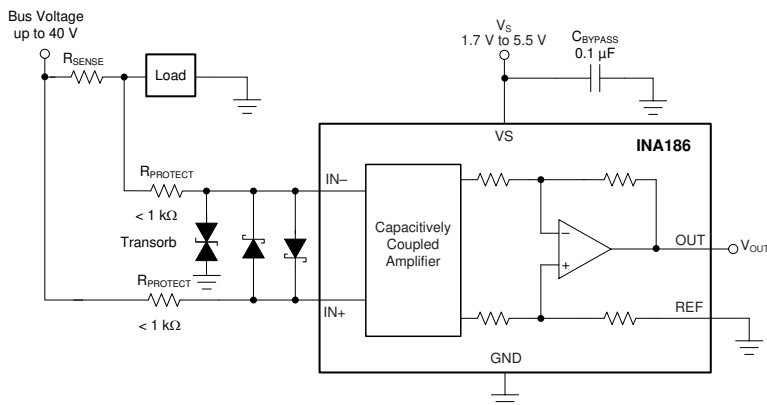 Bus Voltage
up to 40 V
RSENSE
Load
VS
1.7 V to 5.5 V
CBYPASS
0.1 µF
VS
INA186
RPROTECT
< 1 kΩ
Transorb
RPROTECT
< 1 kΩ
IN–
IN+
Capacitively
Coupled
Amplifier
–
+
OUT
VOUT
REF
GND